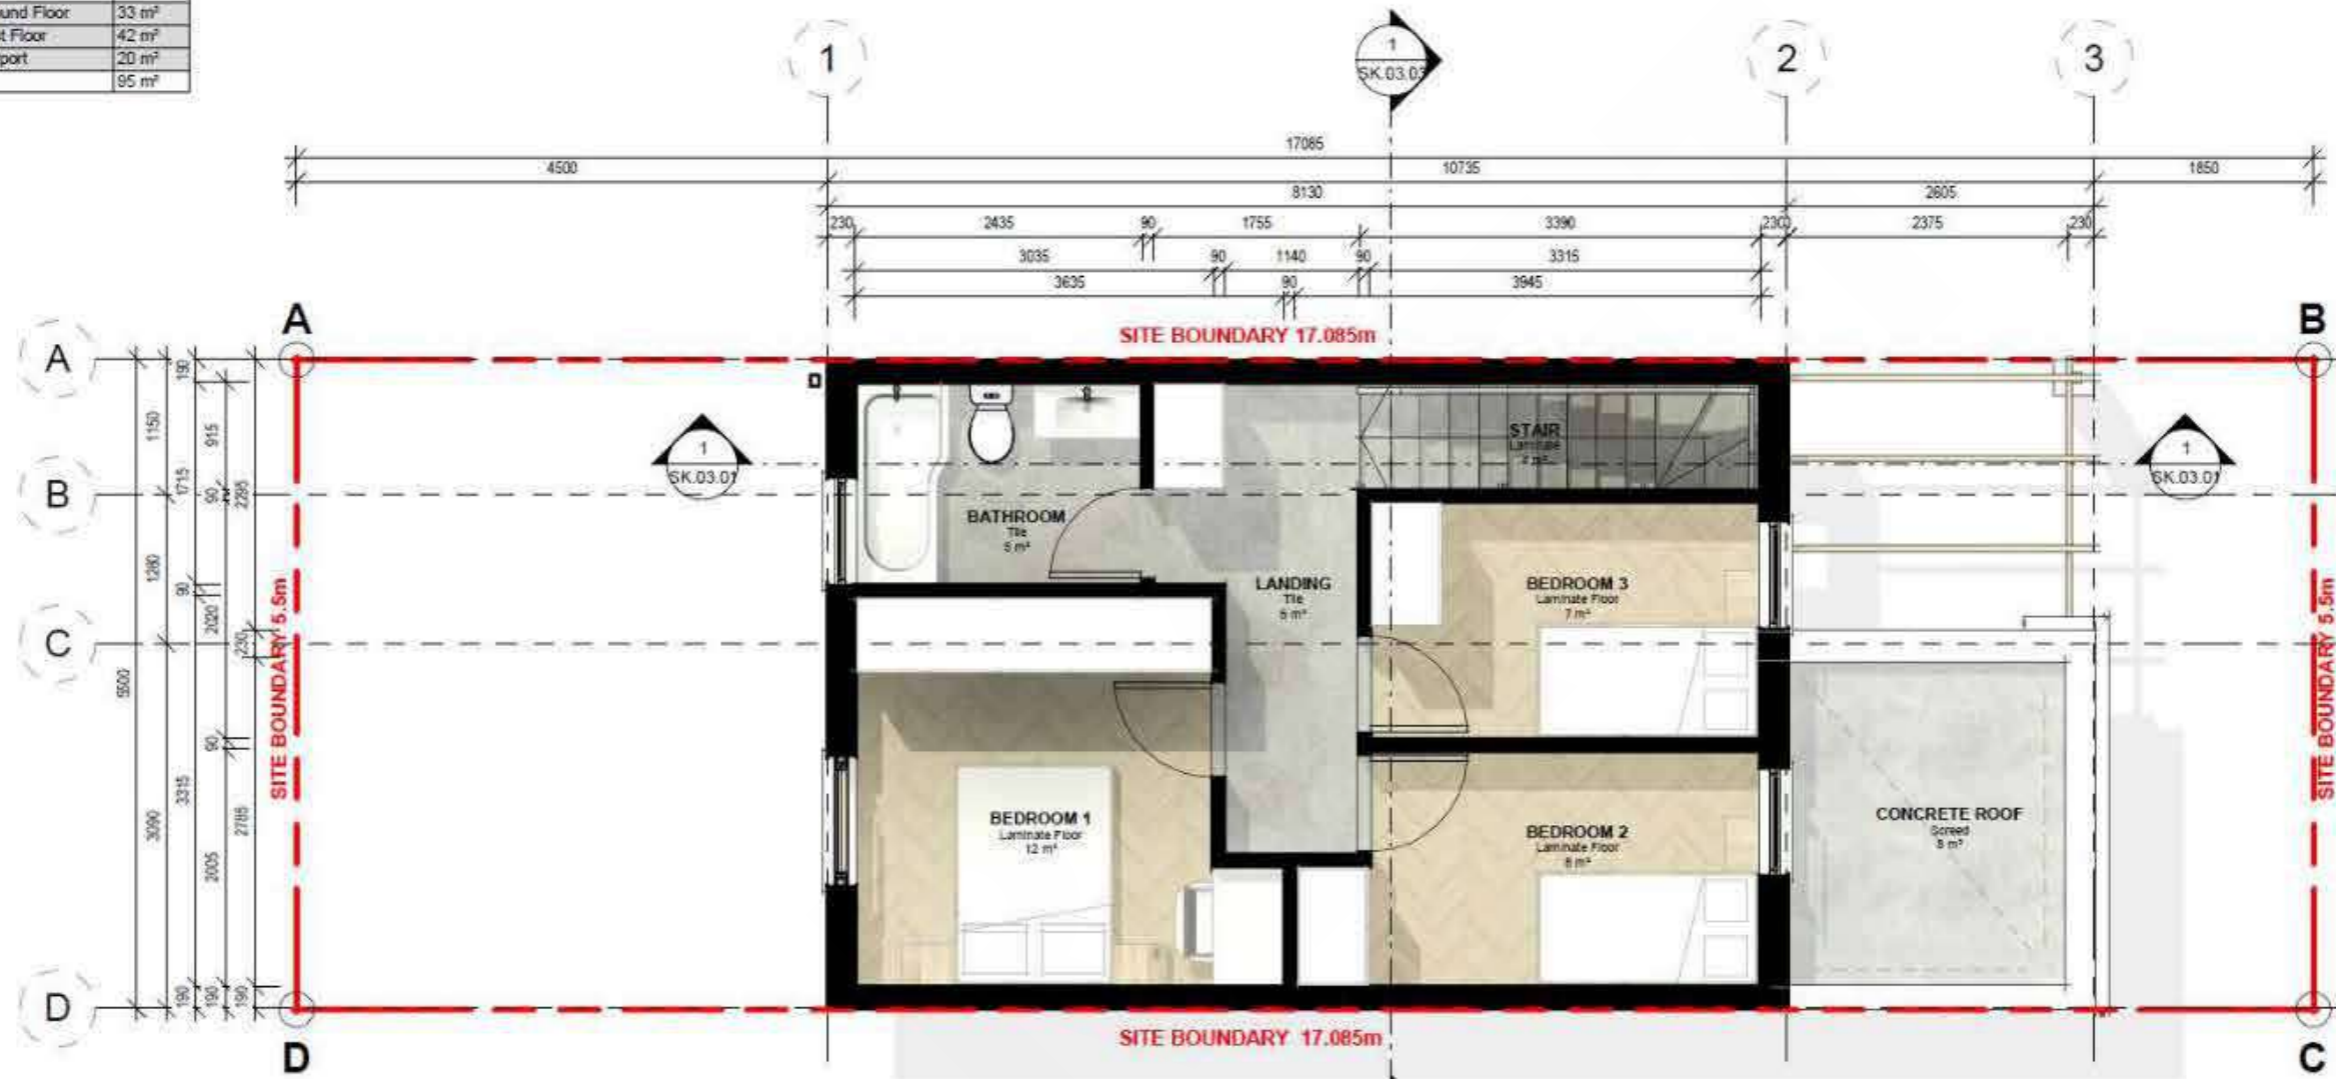 und Floor 33 m²
t Floor 42 m²
port 20 m²
95 m²
1
1
SK.03.03
2
3
17085
4500
10735
1850
8130
2605
230
2435
90
1755
3390
230
2375
230
3035
90
1140
90
3315
3635
90
3945
A
B
SITE BOUNDARY 17.085m
A
B
C
D
190
1150
915
1715
90
2295
1280
90
2020
230
5500
90
3315
3090
2785
2005
190
190
190
SITE BOUNDARY 5.5m
1
SK.03.01
BATHROOM
Tile
5 m²
STAIR
Laminate
LANDING
Tile
6 m²
BEDROOM 3
Laminate Floor
7 m²
BEDROOM 1
Laminate Floor
12 m²
BEDROOM 2
Laminate Floor
CONCRETE ROOF
Screed
1
SK.03.01
SITE BOUNDARY 5.5m
SITE BOUNDARY 17.085m
D
C